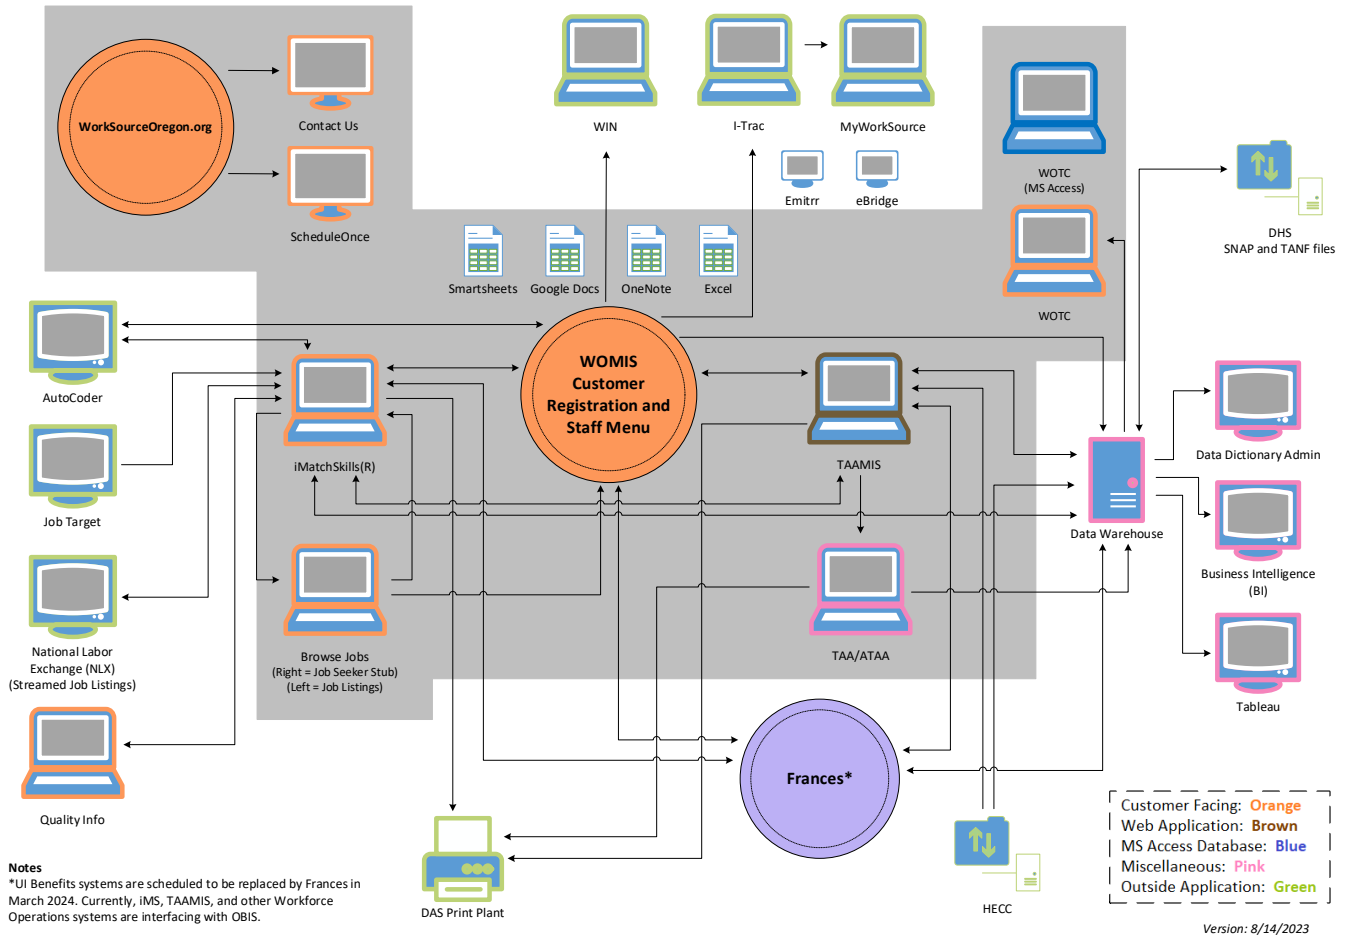 WorkSourceOregon.org
Contact Us
ScheduleOnce
WIN
I-Trac
MyWorkSource
Emitrr
eBridge
WOTC
(MS Access)
WOTC
DHS
SNAP and TANF files
Smartsheets
Google Docs
OneNote
Excel
AutoCoder
Job Target
National Labor
Exchange (NLX)
(Streamed Job Listings)
Quality Info
iMatchSkills(R)
WOMIS
Customer
Registration and
Staff Menu
TAAMIS
Browse Jobs
(Right = Job Seeker Stub)
(Left = Job Listings)
TAA/ATAA
Data Warehouse
Data Dictionary Admin
Business Intelligence
(BI)
Tableau
Frances*
DAS Print Plant
HECC
Customer Facing: Orange
Web Application: Brown
MS Access Database: Blue
Miscellaneous: Pink
Outside Application: Green
Notes
*UI Benefits systems are scheduled to be replaced by Frances in
March 2024. Currently, iMS, TAAMIS, and other Workforce
Operations systems are interfacing with OBIS.
Version: 8/14/2023